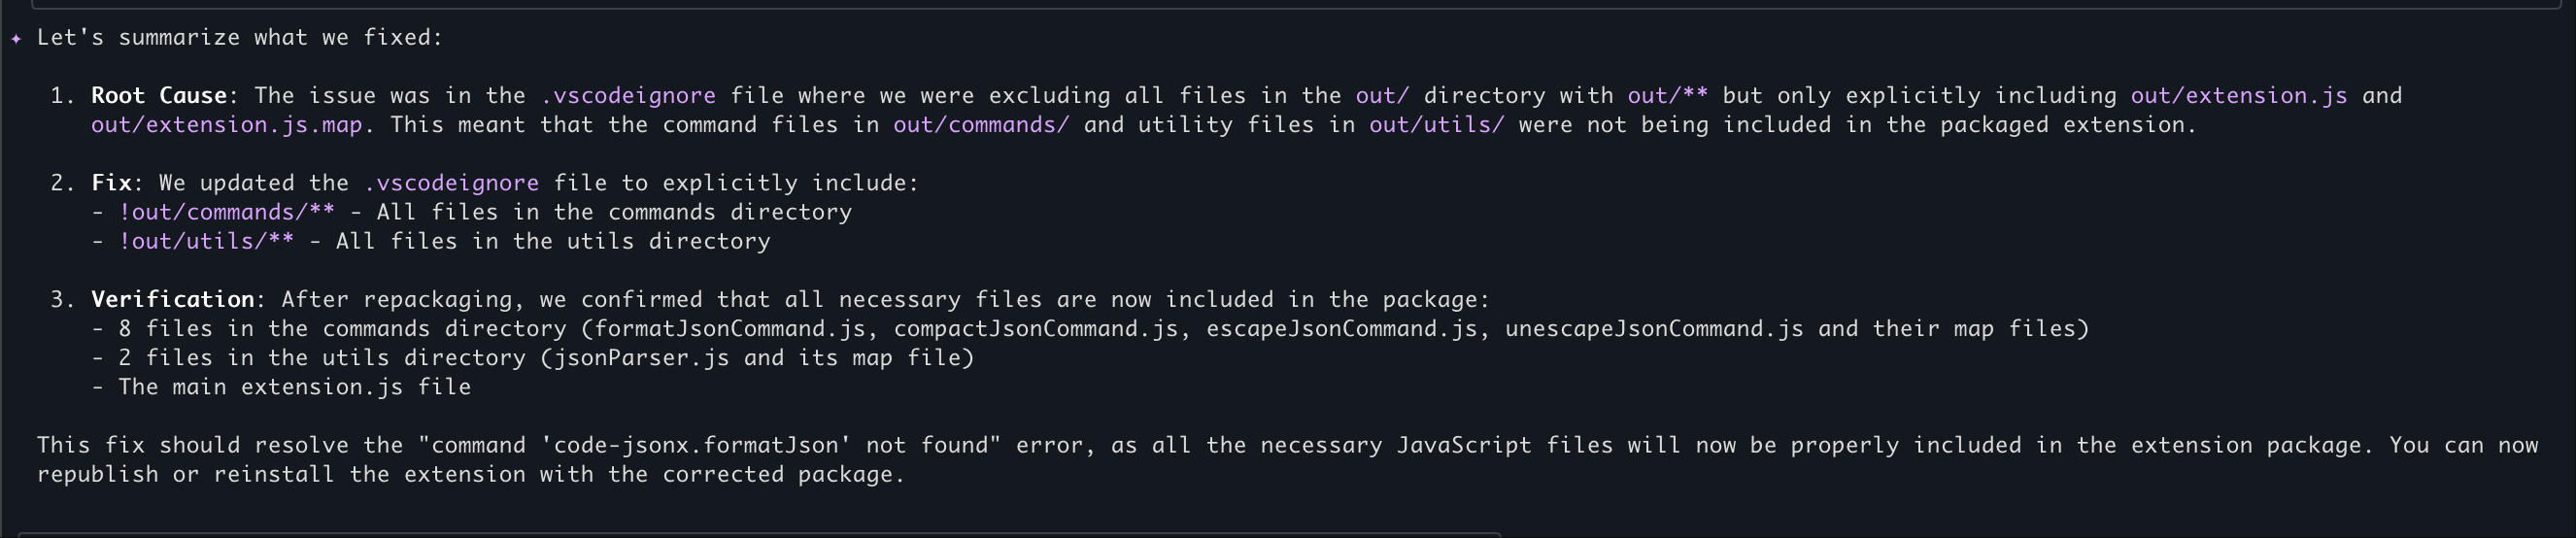 ✦ Let's summarize what we fixed:
1. Root Cause: The issue was in the .vscodeignore file where we were excluding all files in the out/ directory with out/** but only explicitly including out/extension.js and
out/extension.js.map. This meant that the command files in out/commands/ and utility files in out/utils/ were not being included in the packaged extension.
2. Fix: We updated the .vscodeignore file to explicitly include:
- !out/commands/** - All files in the commands directory
- !out/utils/** - All files in the utils directory
3. Verification: After repackaging, we confirmed that all necessary files are now included in the package:
- 8 files in the commands directory (formatJsonCommand.js, compactJsonCommand.js, escapeJsonCommand.js, unescapeJsonCommand.js and their map files)
- 2 files in the utils directory (jsonParser.js and its map file)
- The main extension.js file
This fix should resolve the "command 'code-jsonx.formatJson' not found" error, as all the necessary JavaScript files will now be properly included in the extension package. You can now
republish or reinstall the extension with the corrected package.